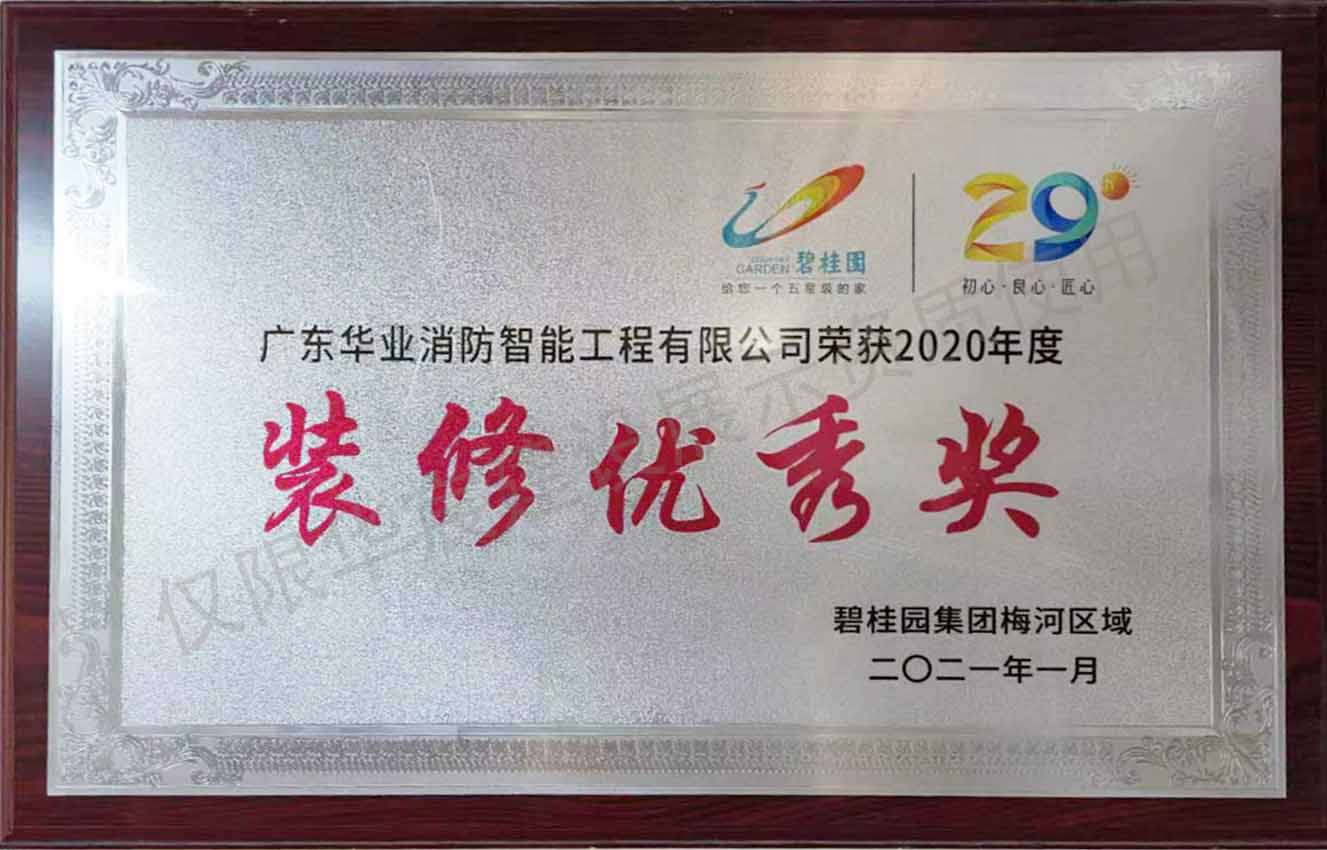 COUNTRY
GARDEN 碧桂园
给您一个五星级的家
29th
初心·良心·匠心
广东华业消防智能工程有限公司荣获2020年度
装修优秀奖
碧桂园集团梅河区域
二〇二一年一月